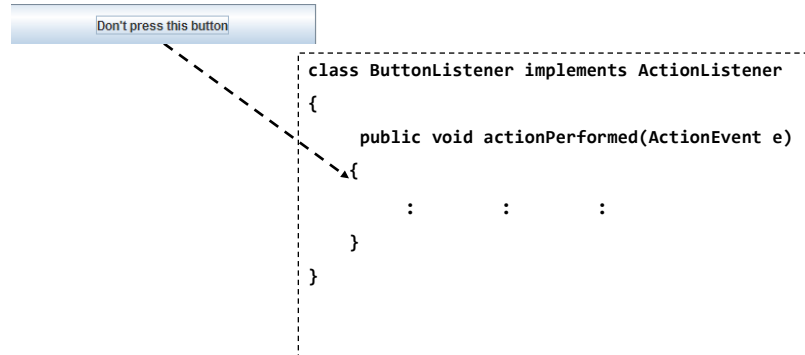 Don't press this button
class ButtonListener implements ActionListener
{
public void actionPerformed(ActionEvent e)
{
: : :
}
}